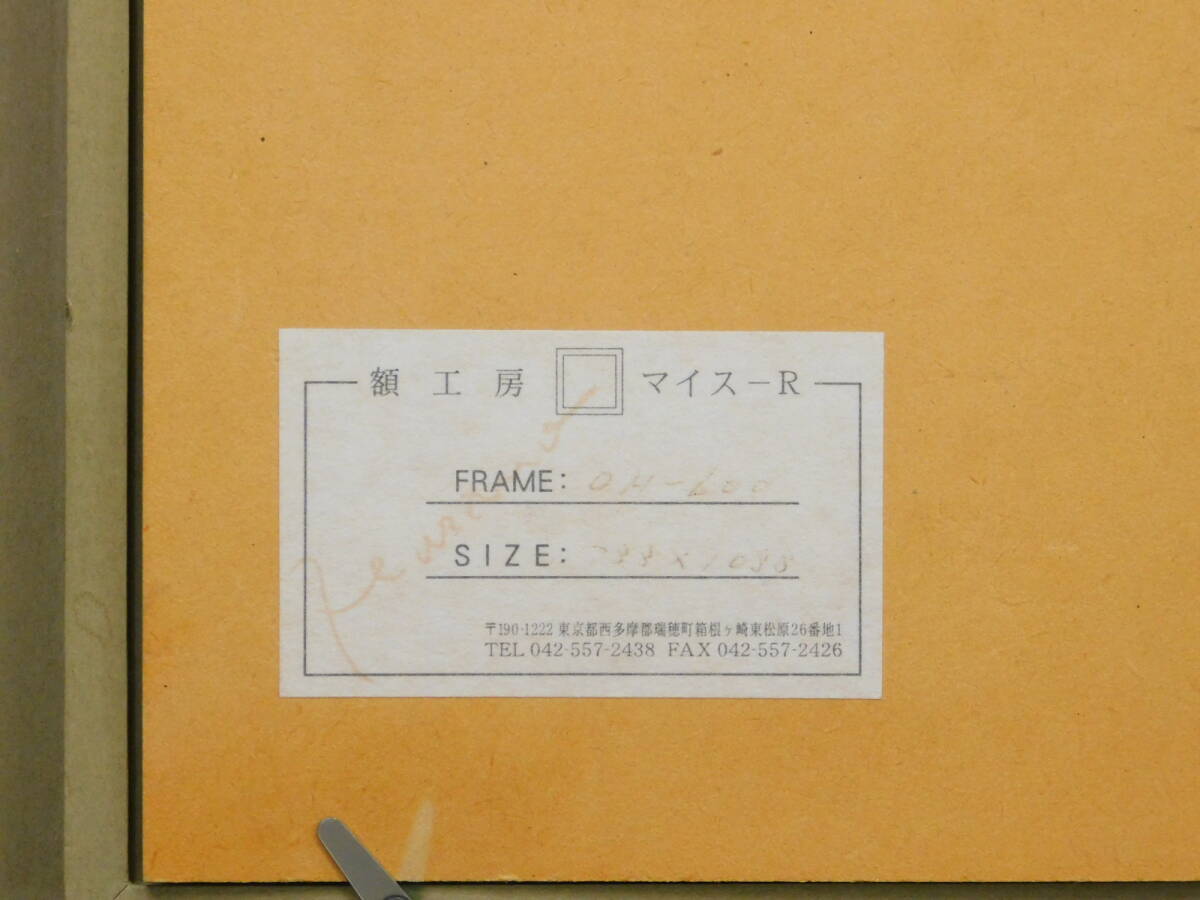 額工房 マイス－R
FRAME: OH-600
SIZE: 788×1088
〒190-1222 東京都西多摩郡瑞穂町箱根ヶ崎東松原26番地1
TEL 042-557-2438 FAX 042-557-2426